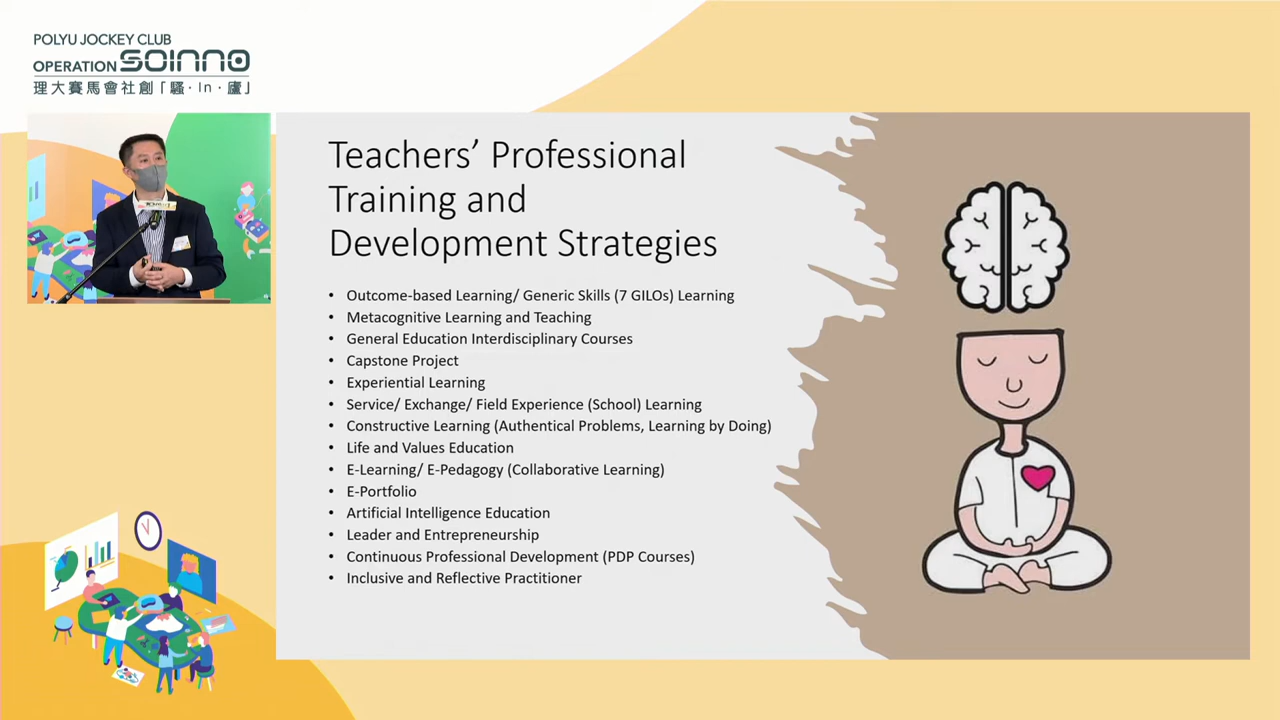 POLYU JOCKEY CLUB
OPERATION SOINNO
理大賽馬會社創「騷·In·廬」
Teachers’ Professional
Training and
Development Strategies
• Outcome-based Learning/ Generic Skills (7 GILOs) Learning
• Metacognitive Learning and Teaching
• General Education Interdisciplinary Courses
• Capstone Project
• Experiential Learning
• Service/ Exchange/ Field Experience (School) Learning
• Constructive Learning (Authentical Problems, Learning by Doing)
• Life and Values Education
• E-Learning/ E-Pedagogy (Collaborative Learning)
• E-Portfolio
• Artificial Intelligence Education
• Leader and Entrepreneurship
• Continuous Professional Development (PDP Courses)
• Inclusive and Reflective Practitioner